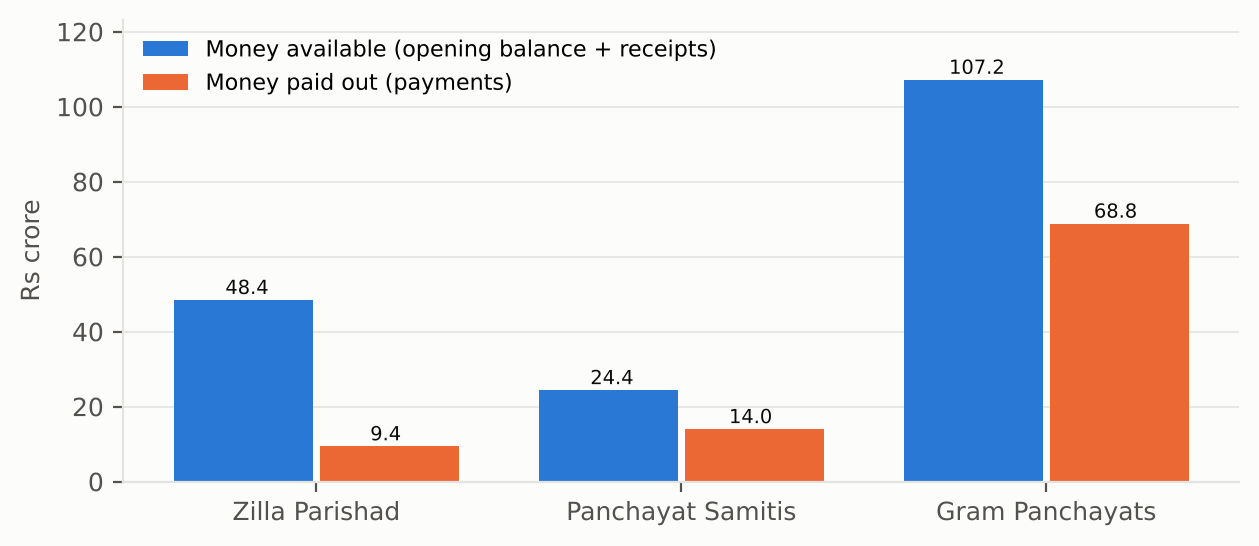 Money available (opening balance + receipts)
Money paid out (payments)
Rs crore
120
100
80
60
40
20
0
48.4
9.4
24.4
14.0
107.2
68.8
Zilla Parishad
Panchayat Samitis
Gram Panchayats